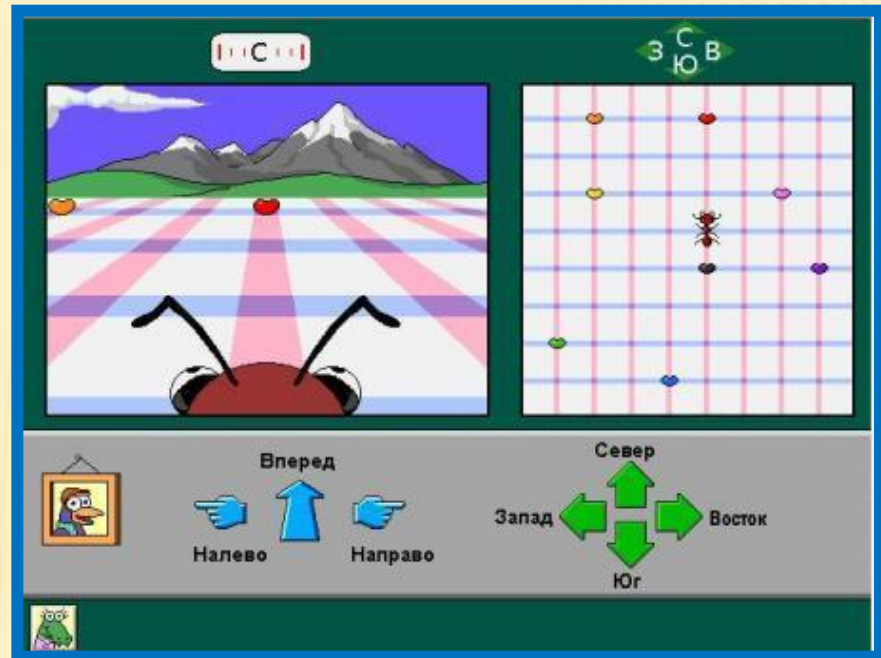 С
С
З В
Ю
Вперед
Налево Направо
Север
Запад Восток
Юг